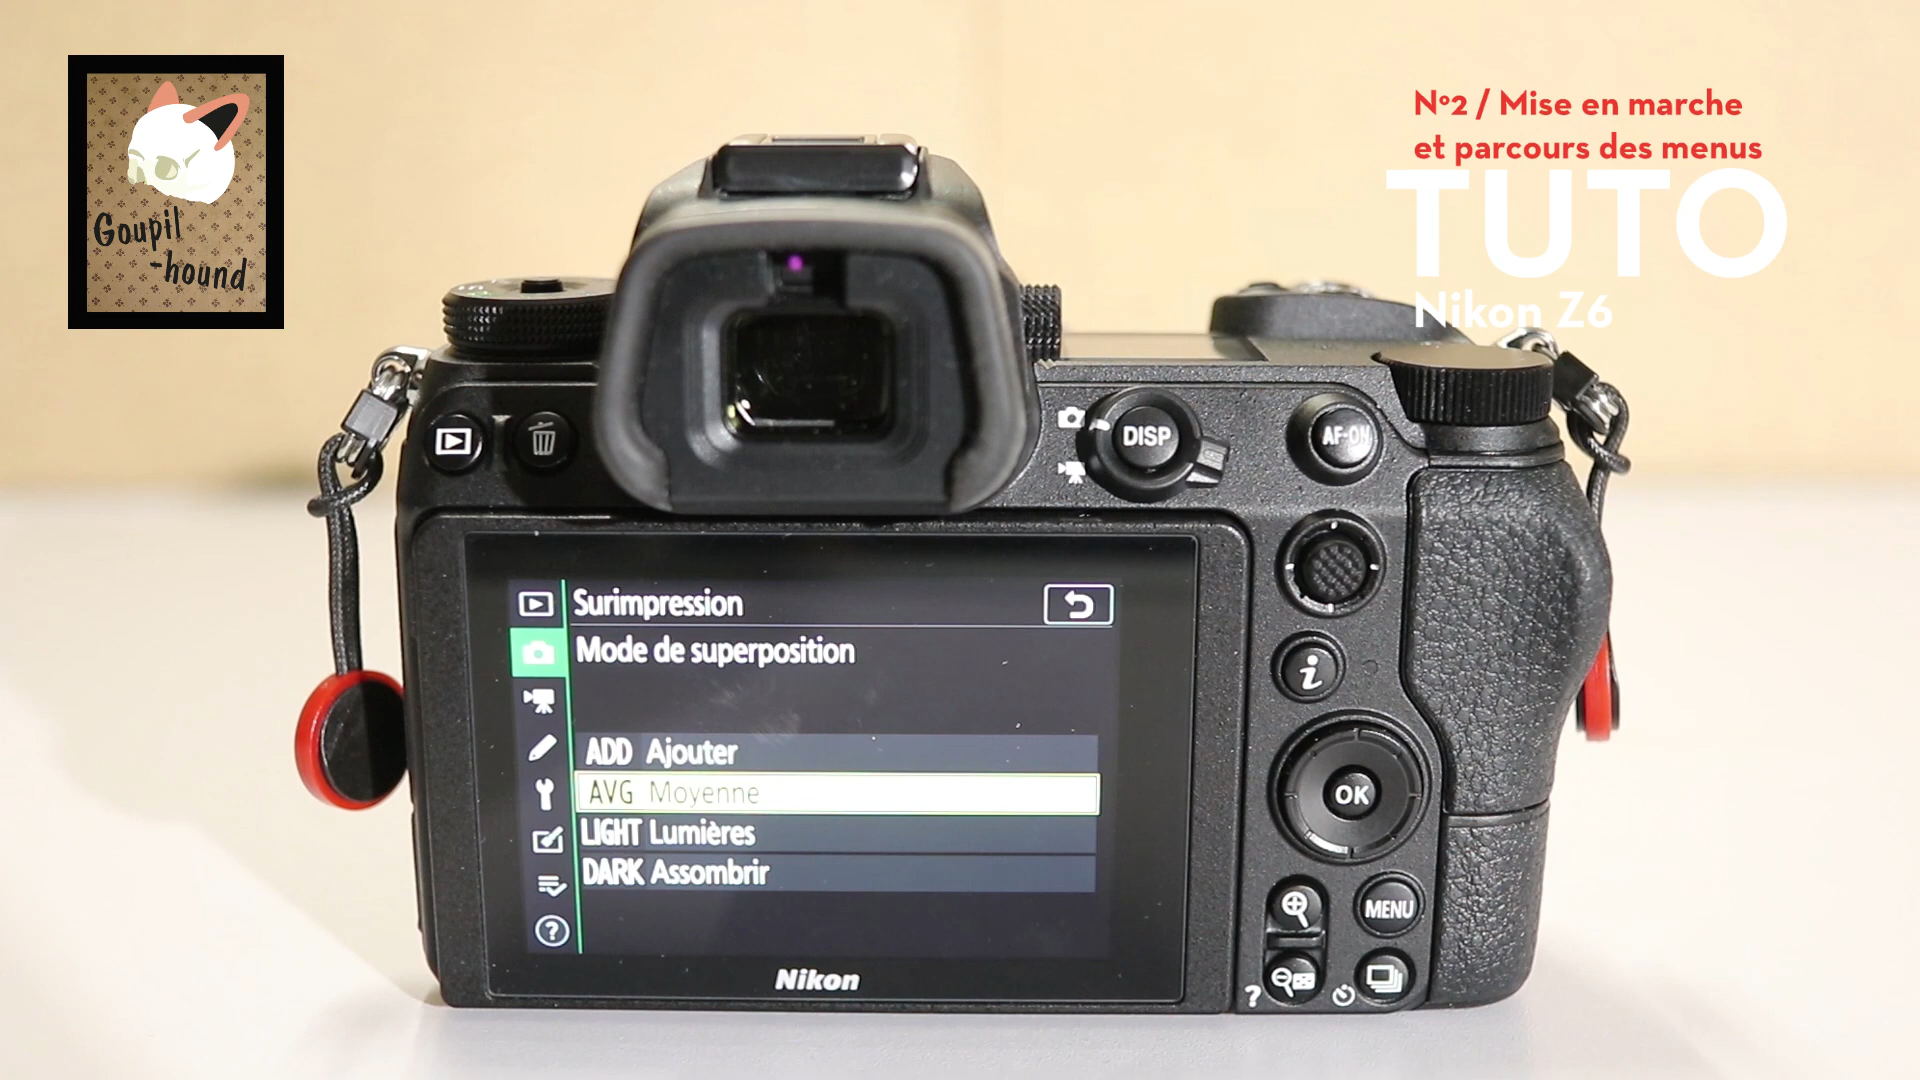 Goupil
-hound
N°2 / Mise en marche
et parcours des menus
TUTO
Nikon Z6
DISP
AF-ON
Surimpression
Mode de superposition
ADD Ajouter
AVG Moyenne
LIGHT Lumières
DARK Assombrir
?
Nikon
i
OK
MENU
?